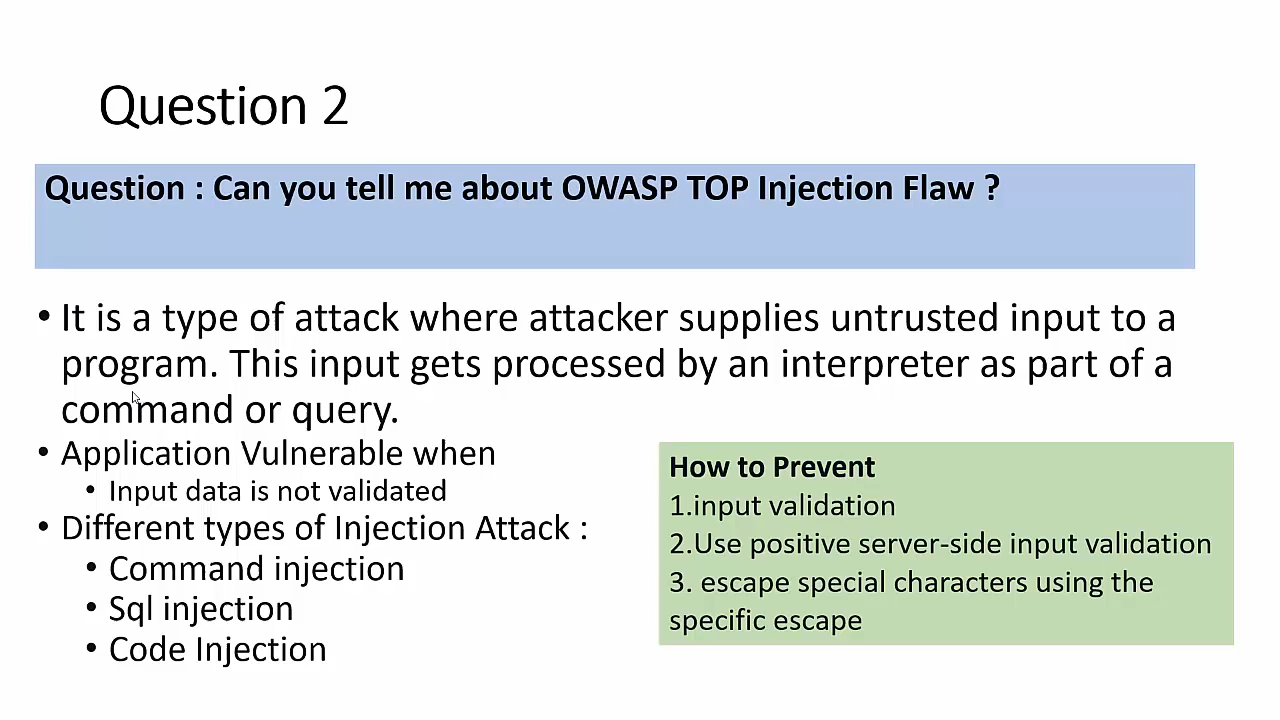 Question 2
Question : Can you tell me about OWASP TOP Injection Flaw ?
• It is a type of attack where attacker supplies untrusted input to a
program. This input gets processed by an interpreter as part of a
command or query.
• Application Vulnerable when
• Input data is not validated
• Different types of Injection Attack :
• Command injection
• Sql injection
• Code Injection
How to Prevent
1.input validation
2.Use positive server-side input validation
3. escape special characters using the
specific escape